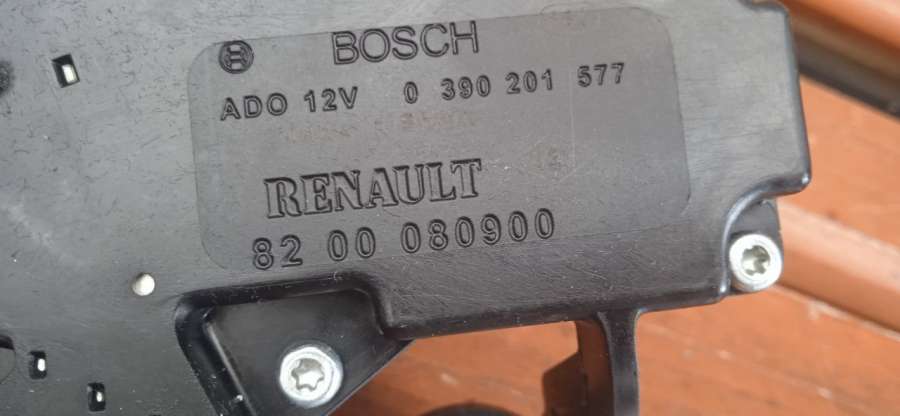 BOSCH
ADO 12V 0 390 201 577
RENAULT
82 00 080900